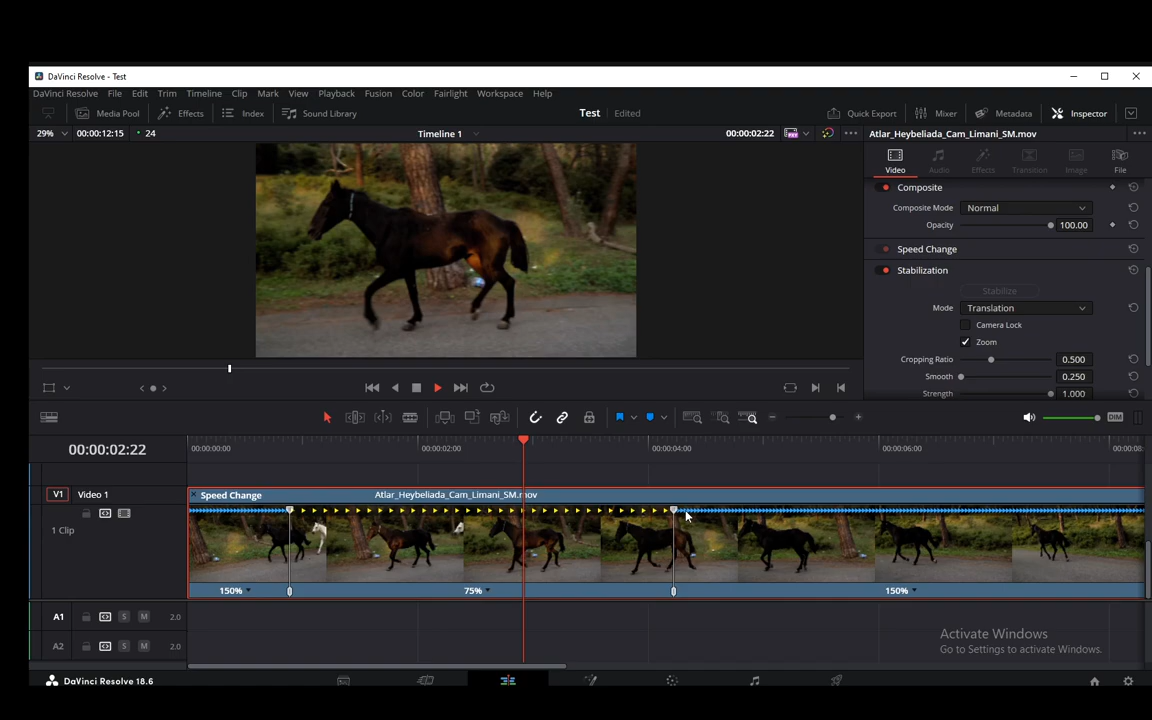 DaVinci Resolve - Test
DaVinci Resolve File Edit Trim Timeline Clip Mark View Playback Fusion Color Fairlight Workspace Help
Media Pool Effects Index Sound Library Test Edited Quick Export Mixer Metadata Inspector
29% 00:00:12:15 24 Timeline 1 00:00:02:22 Atlar_Heybeliada_Cam_Limani_SM.mov
Video Audio Effects Transition Image File
Composite
Composite Mode Normal
Opacity 100.00
Speed Change
Stabilization
Stabilize
Mode Translation
Camera Lock
Zoom
Cropping Ratio 0.500
Smooth 0.250
Strength 1.000
DIM
00:00:02:22 00:00:00:00 00:00:02:00 00:00:04:00 00:00:06:00 00:00:08:
V1 Video 1 Speed Change Atlar_Heybeliada_Cam_Limani_SM.mov
1 Clip
150% 75% 150%
A1 S M 2.0
A2 S M 2.0
Activate Windows
Go to Settings to activate Windows.
DaVinci Resolve 18.6